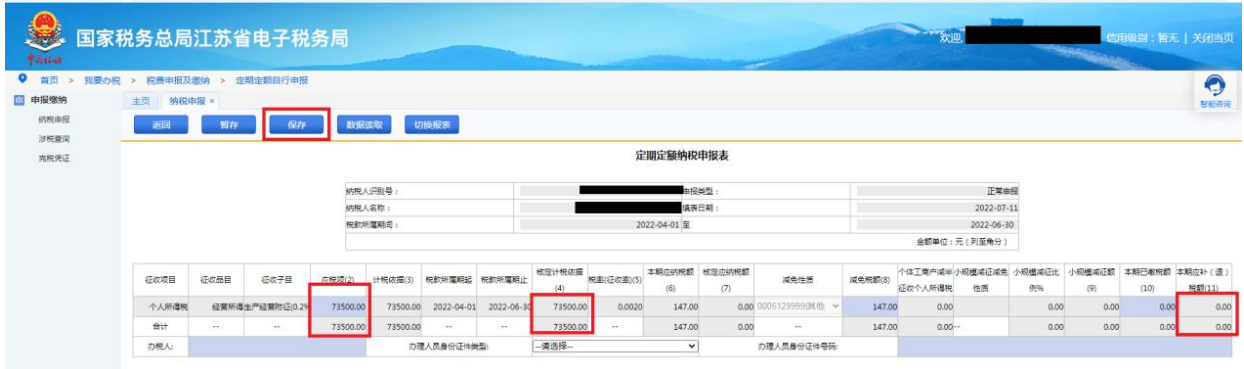 国家税务总局江苏省电子税务局
欢迎, 信用级别：暂无 | 关闭当页
首页 > 我要办税 > 税费申报及缴纳 > 定期定额自行申报
智能咨询
申报缴纳
纳税申报
涉税查询
完税凭证
主页 纳税申报 ×
返回 暂存 保存 数据读取 切换报表
定期定额纳税申报表
纳税人识别号： 申报类型： 正常申报
纳税人名称： 填表日期： 2022-07-11
税款所属期间： 2022-04-01 至 2022-06-30
金额单位：元（列至角分）
征收项目 征收品目 征收子目 应税项(2) 计税依据(3) 税款所属期起 税款所属期止 核定计税依据(4) 税率(征收率)(5) 本期应纳税额(6) 核定应纳税额(7) 减免性质 减免税额(8) 个体工商户减半征收个人所得税 小规模减征减免性质 小规模减征比例% 小规模减征额(9) 本期已缴税额(10) 本期应补（退）税额(11)
个人所得税 经营所得 生产经营附征(0.2% 73500.00 73500.00 2022-04-01 2022-06-30 73500.00 0.0020 147.00 0.00 0005129999|其他 147.00 0.00 0.00 0.00 0.00 0.00
合计 -- -- 73500.00 73500.00 -- -- 73500.00 -- 147.00 0.00 -- 147.00 0.00 -- 0.00 0.00 0.00 0.00
办税人: 办理人员身份证件类型: --请选择-- 办理人员身份证件号码: